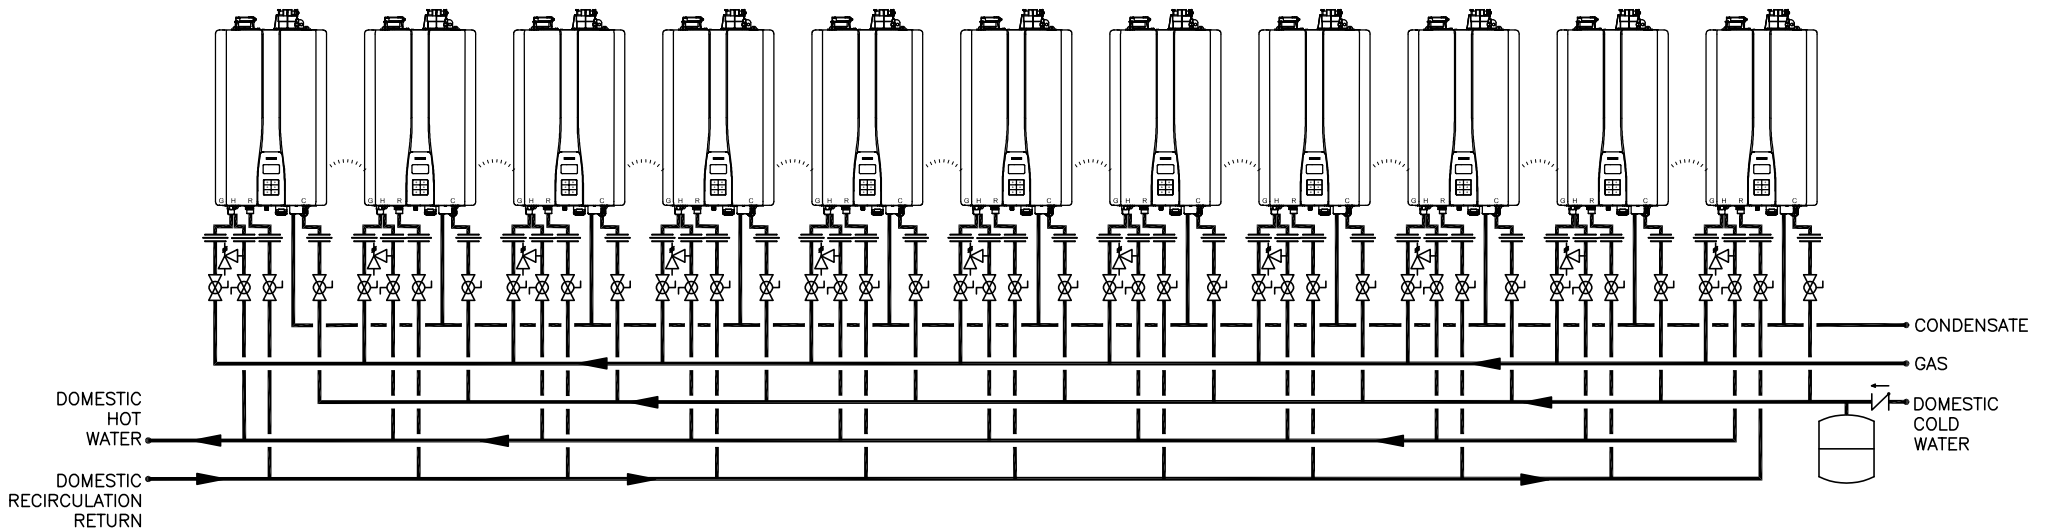 G H R C G H R C G H R C G H R C G H R C G H R C G H R C G H R C G H R C G H R C G H R C
CONDENSATE
GAS
DOMESTIC
HOT
WATER
DOMESTIC
COLD
WATER
DOMESTIC
RECIRCULATION
RETURN